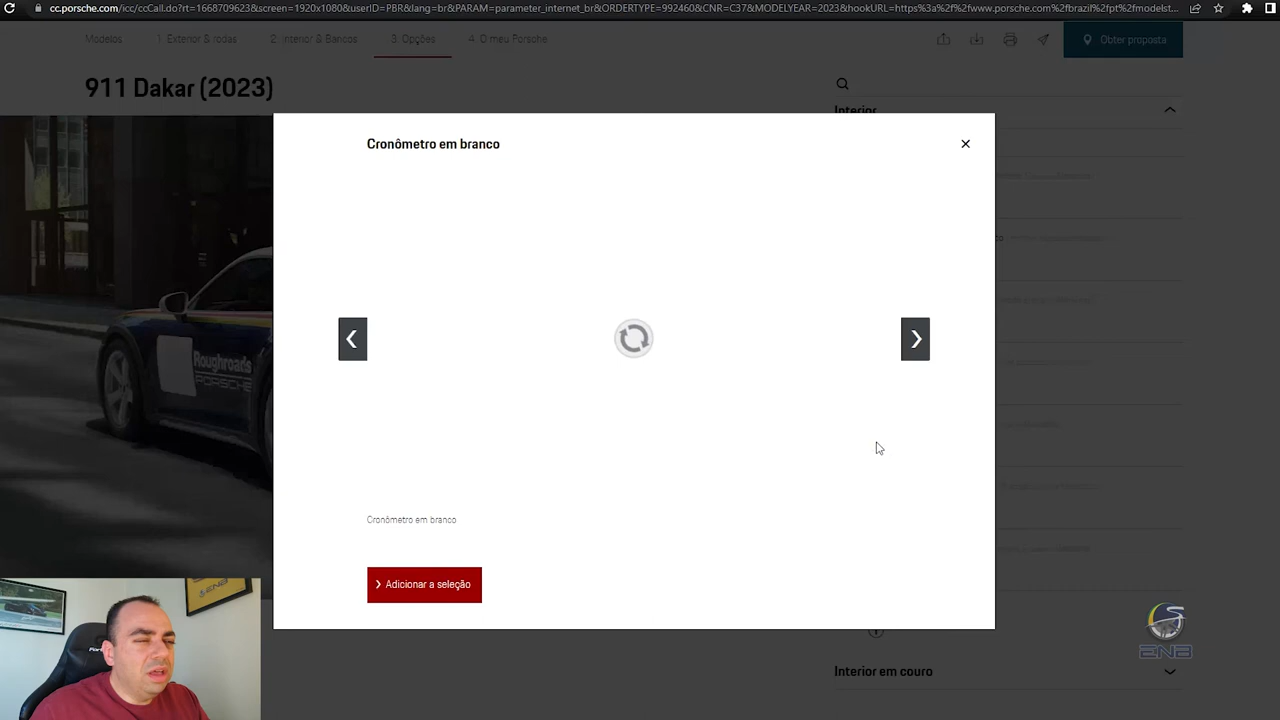 cc.porsche.com/icc/ccCall.do?rt=1668709623&screen=1920x1080&userID=PBR&lang=br&PARAM=parameter_internet_br&ORDERTYPE=992460&CNR=C37&MODELYEAR=2023&hookURL=https%3a%2f%2fwww.porsche.com%2fbrazil%2fpt%2fmodelst...
Modelos
1. Exterior & rodas
2. Interior & Bancos
3. Opções
4. O meu Porsche
Obter proposta
911 Dakar (2023)
Interior
Cronômetro em branco
Roughroads
PORSCHE
Cronômetro em branco
Adicionar a seleção
Interior em couro
ENB
ENB